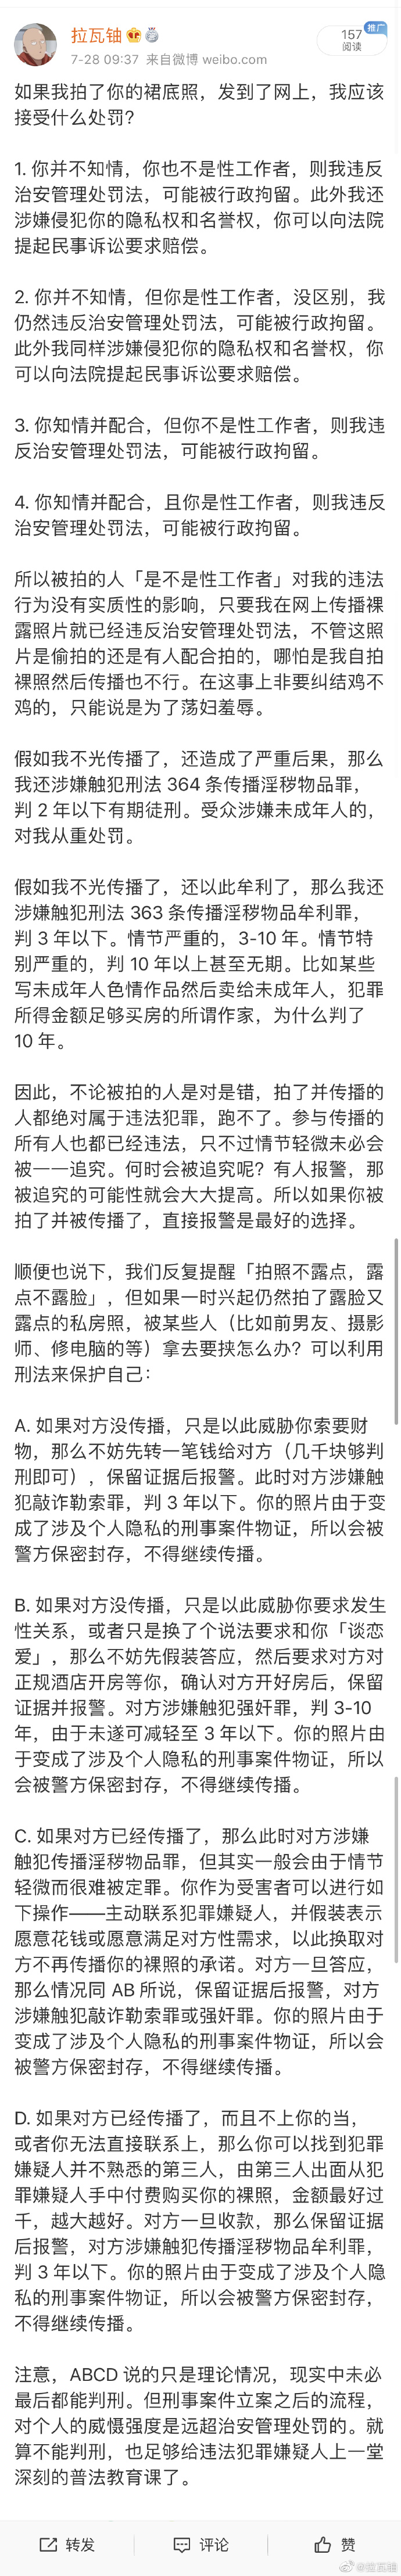 拉瓦铀
157
推广
阅读
7-28 09:37 来自微博 weibo.com
如果我拍了你的裙底照，发到了网上，我应该
接受什么处罚？
1. 你并不知情，你也不是性工作者，则我违反
治安管理处罚法，可能被行政拘留。此外我还
涉嫌侵犯你的隐私权和名誉权，你可以向法院
提起民事诉讼要求赔偿。
2. 你并不知情，但你是性工作者，没区别，我
仍然违反治安管理处罚法，可能被行政拘留。
此外我同样涉嫌侵犯你的隐私权和名誉权，你
可以向法院提起民事诉讼要求赔偿。
3. 你知情并配合，但你不是性工作者，则我违
反治安管理处罚法，可能被行政拘留。
4. 你知情并配合，且你是性工作者，则我违反
治安管理处罚法，可能被行政拘留。
所以被拍的人「是不是性工作者」对我的违法
行为没有实质性的影响，只要我在网上传播裸
露照片就已经违反治安管理处罚法，不管这照
片是偷拍的还是有人配合拍的，哪怕是我自拍
裸照然后传播也不行。在这事上非要纠结鸡不
鸡的，只能说是为了荡妇羞辱。
假如我不光传播了，还造成了严重后果，那么
我还涉嫌触犯刑法 364 条传播淫秽物品罪，
判 2 年以下有期徒刑。受众涉嫌未成年人的，
对我从重处罚。
假如我不光传播了，还以此牟利了，那么我还
涉嫌触犯刑法 363 条传播淫秽物品牟利罪，
判 3 年以下。情节严重的，3-10 年。情节特
别严重的，判 10 年以上甚至无期。比如某些
写未成年人色情作品然后卖给未成年人，犯罪
所得金额足够买房的所谓作家，为什么判了
10 年。
因此，不论被拍的人是对是错，拍了并传播的
人都绝对属于违法犯罪，跑不了。参与传播的
所有人也都已经违法，只不过情节轻微未必会
被一一追究。何时会被追究呢？有人报警，那
被追究的可能性就会大大提高。所以如果你被
拍了并被传播了，直接报警是最好的选择。
顺便也说下，我们反复提醒「拍照不露点，露
点不露脸」，但如果一时兴起仍然拍了露脸又
露点的私房照，被某些人（比如前男友、摄影
师、修电脑的等）拿去要挟怎么办？可以利用
刑法来保护自己：
A. 如果对方没传播，只是以此威胁你索要财
物，那么不妨先转一笔钱给对方（几千块够判
刑即可），保留证据后报警。此时对方涉嫌触
犯敲诈勒索罪，判 3 年以下。你的照片由于变
成了涉及个人隐私的刑事案件物证，所以会被
警方保密封存，不得继续传播。
B. 如果对方没传播，只是以此威胁你要求发生
性关系，或者只是换了个说法要求和你「谈恋
爱」，那么不妨先假装答应，然后要求对方对
正规酒店开房等你，确认对方开好房后，保留
证据并报警。对方涉嫌触犯强奸罪，判 3-10
年，由于未遂可减轻至 3 年以下。你的照片由
于变成了涉及个人隐私的刑事案件物证，所以
会被警方保密封存，不得继续传播。
C. 如果对方已经传播了，那么此时对方涉嫌
触犯传播淫秽物品罪，但其实一般会由于情节
轻微而很难被定罪。你作为受害者可以进行如
下操作——主动联系犯罪嫌疑人，并假装表示
愿意花钱或愿意满足对方性需求，以此换取对
方不再传播你的裸照的承诺。对方一旦答应，
那么情况同 AB 所说，保留证据后报警，对方
涉嫌触犯敲诈勒索罪或强奸罪。你的照片由于
变成了涉及个人隐私的刑事案件物证，所以会
被警方保密封存，不得继续传播。
D. 如果对方已经传播了，而且不上你的当，
或者你无法直接联系上，那么你可以找到犯罪
嫌疑人并不熟悉的第三人，由第三人出面从犯
罪嫌疑人手中付费购买你的裸照，金额最好过
千，越大越好。对方一旦收款，那么保留证据
后报警，对方涉嫌触犯传播淫秽物品牟利罪，
判 3 年以下。你的照片由于变成了涉及个人隐
私的刑事案件物证，所以会被警方保密封存，
不得继续传播。
注意，ABCD 说的只是理论情况，现实中未必
最后都能判刑。但刑事案件立案之后的流程，
对个人的威慑强度是远超治安管理处罚的。就
算不能判刑，也足够给违法犯罪嫌疑人上一堂
深刻的普法教育课了。
转发 评论 赞
@拉瓦铀